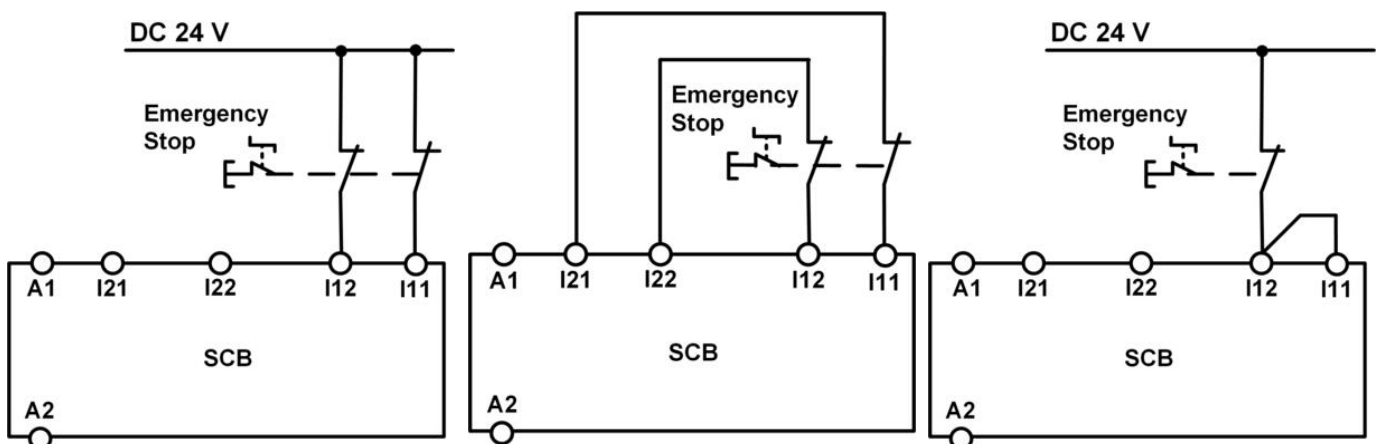 DC 24 V
Emergency
Stop
A1
I21
I22
I12
I11
SCB
A2
Emergency
Stop
A1
I21
I22
I12
I11
SCB
A2
DC 24 V
Emergency
Stop
A1
I21
I22
I12
I11
SCB
A2